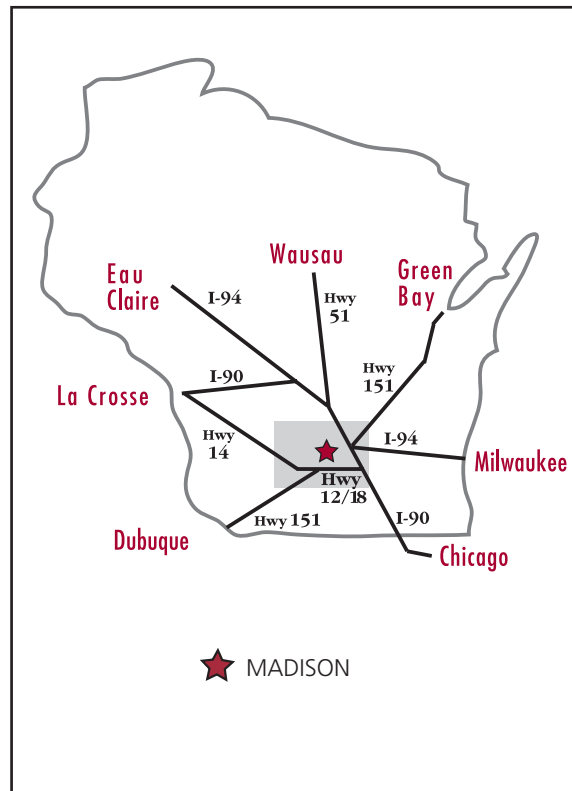 Wausau
Green
Bay
Eau
Claire
I-94
Hwy
51
I-90
Hwy
151
La Crosse
Hwy
14
I-94
Milwaukee
Hwy
12/18
Hwy 151
I-90
Dubuque
Chicago
MADISON